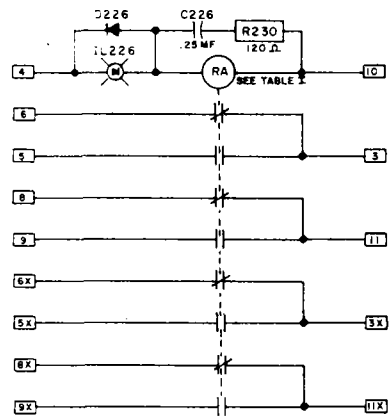 D226 C226 R230
.25 MF 120 Ω
IL226
4 N RA SEE TABLE 10
6
5 3
8
9 11
6X
5X 3X
8X
9X 11X